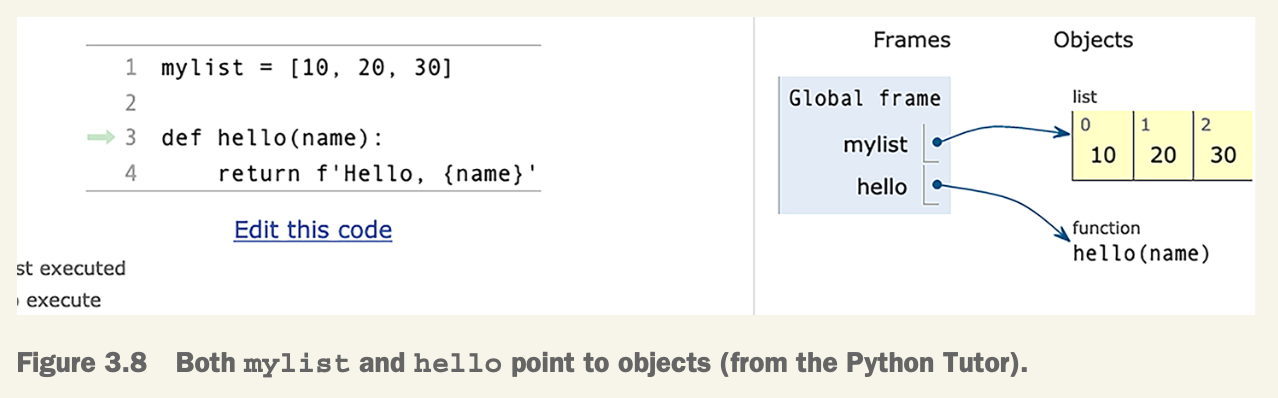 1 mylist = [10, 20, 30]
2
3 def hello(name):
4     return f'Hello, {name}'
Edit this code
st executed
execute
Frames Objects
Global frame
mylist
hello
list
0 1 2
10 20 30
function
hello(name)
Figure 3.8 Both mylist and hello point to objects (from the Python Tutor).